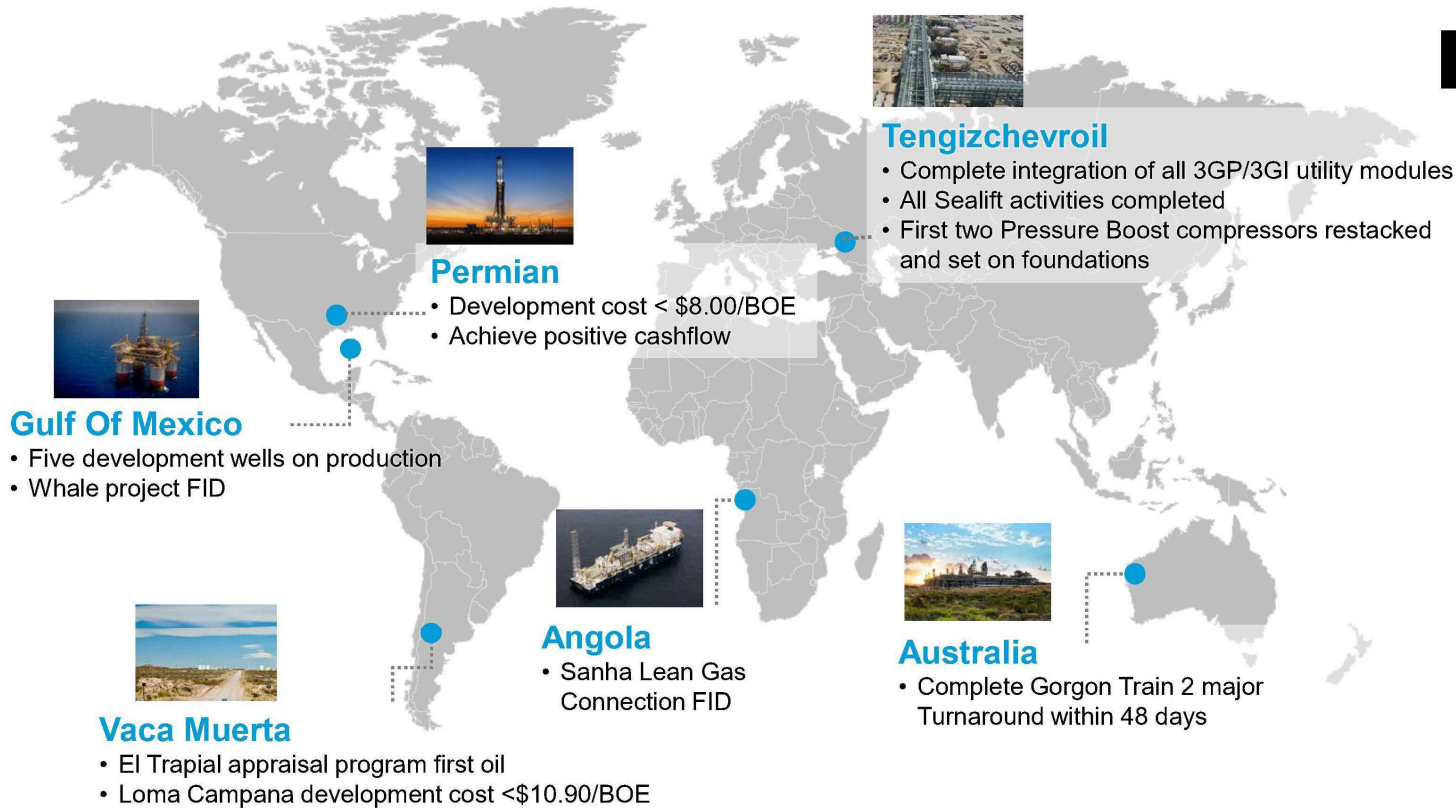 Tengizchevroil
• Complete integration of all 3GP/3GI utility modules
• All Sealift activities completed
• First two Pressure Boost compressors restacked
and set on foundations
Permian
• Development cost < $8.00/BOE
• Achieve positive cashflow
Gulf Of Mexico
• Five development wells on production
• Whale project FID
Angola
• Sanha Lean Gas
Connection FID
Australia
• Complete Gorgon Train 2 major
Turnaround within 48 days
Vaca Muerta
• El Trapial appraisal program first oil
• Loma Campana development cost <$10.90/BOE